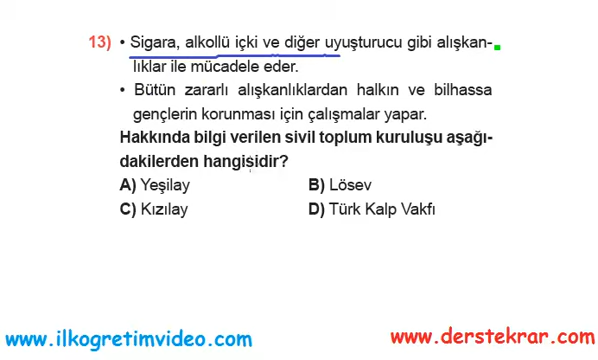 13) • Sigara, alkollü içki ve diğer uyuşturucu gibi alışkan-
lıklar ile mücadele eder.
• Bütün zararlı alışkanlıklardan halkın ve bilhassa
gençlerin korunması için çalışmalar yapar.
Hakkında bilgi verilen sivil toplum kuruluşu aşağı-
dakilerden hangisidir?
A) Yeşilay B) Lösev
C) Kızılay D) Türk Kalp Vakfı
www.ilkogretimvideo.com www.derstekrar.com